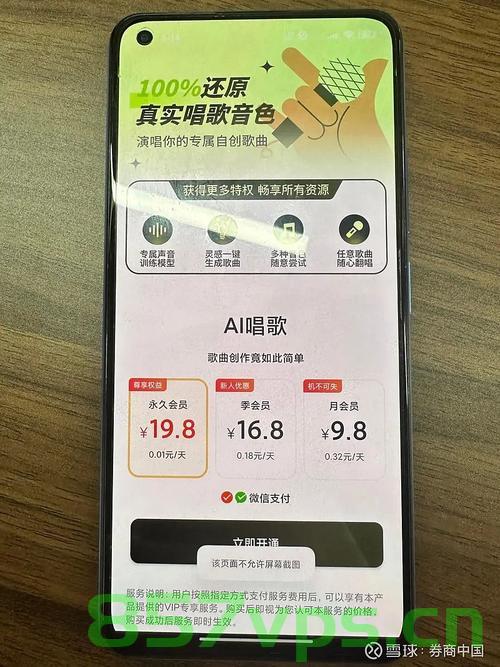 100%还原
真实唱歌音色
演唱你的专属自创歌曲
获得更多特权 畅享所有资源
专属声音 灵感一键 多种音色 任意歌曲
训练模型 生成歌曲 随意尝试 随心翻唱
AI唱歌
歌曲创作竟如此简单
尊享权益 新人优惠 机不可失
永久会员 季会员 月会员
¥19.8 ¥16.8 ¥9.8
0.01元/天 0.18元/天 0.32元/天
微信支付
立即开通
该页面不允许屏幕截图
服务说明：用户按照指定方式支付服务费用后，可以享有本产
品提供的VIP专享服务。购买后即视为您认可本服务的价格，
购买成功后服务即时生效。
837vps.cn
雪球：券商中国